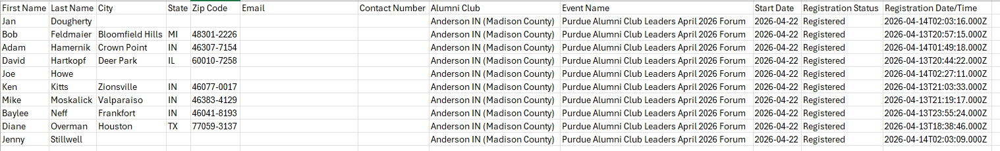 First Name Last Name City State Zip Code Email Contact Number Alumni Club Event Name Start Date Registration Status Registration Date/Time
Jan Dougherty Anderson IN (Madison County) Purdue Alumni Club Leaders April 2026 Forum 2026-04-22 Registered 2026-04-14T02:03:16.000Z
Bob Feldmaier Bloomfield Hills MI 48301-2226 Anderson IN (Madison County) Purdue Alumni Club Leaders April 2026 Forum 2026-04-22 Registered 2026-04-13T20:57:15.000Z
Adam Hamernik Crown Point IN 46307-7154 Anderson IN (Madison County) Purdue Alumni Club Leaders April 2026 Forum 2026-04-22 Registered 2026-04-14T01:49:18.000Z
David Hartkopf Deer Park IL 60010-7258 Anderson IN (Madison County) Purdue Alumni Club Leaders April 2026 Forum 2026-04-22 Registered 2026-04-13T20:44:22.000Z
Joe Howe Anderson IN (Madison County) Purdue Alumni Club Leaders April 2026 Forum 2026-04-22 Registered 2026-04-14T02:27:11.000Z
Ken Kitts Zionsville IN 46077-0017 Anderson IN (Madison County) Purdue Alumni Club Leaders April 2026 Forum 2026-04-22 Registered 2026-04-13T21:03:33.000Z
Mike Moskalick Valparaiso IN 46383-4129 Anderson IN (Madison County) Purdue Alumni Club Leaders April 2026 Forum 2026-04-22 Registered 2026-04-13T21:19:17.000Z
Baylee Neff Frankfort IN 46041-8193 Anderson IN (Madison County) Purdue Alumni Club Leaders April 2026 Forum 2026-04-22 Registered 2026-04-13T23:55:24.000Z
Diane Overman Houston TX 77059-3137 Anderson IN (Madison County) Purdue Alumni Club Leaders April 2026 Forum 2026-04-22 Registered 2026-04-13T18:38:46.000Z
Jenny Stillwell Anderson IN (Madison County) Purdue Alumni Club Leaders April 2026 Forum 2026-04-22 Registered 2026-04-14T02:03:09.000Z